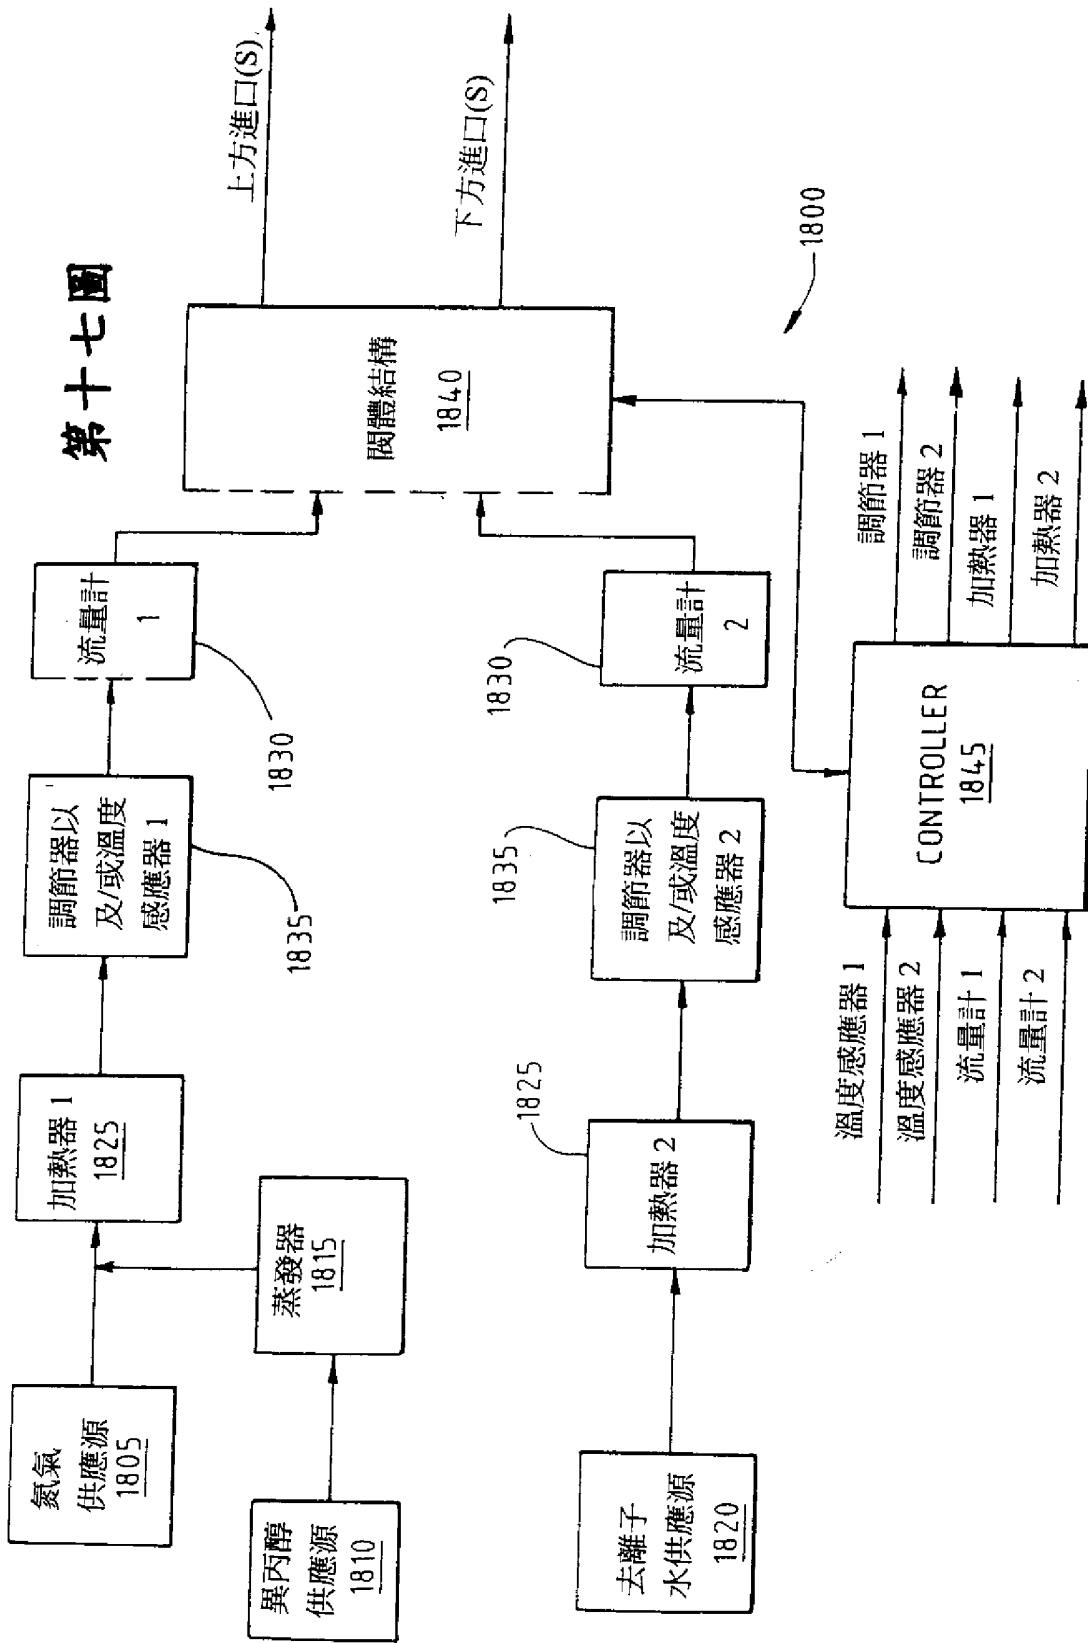 第十七圖
氮氣
供應源
1805
異丙醇
供應源
1810
蒸發器
1815
加熱器 1
1825
調節器以
及/或溫度
感應器 1
1835
流量計
1
1830
去離子
水供應源
1820
加熱器 2
1825
調節器以
及/或溫度
感應器 2
1835
流量計
2
1830
閥體結構
1840
上方進口(S)
下方進口(S)
1800
溫度感應器 1
溫度感應器 2
流量計 1
流量計 2
CONTROLLER
1845
調節器 1
調節器 2
加熱器 1
加熱器 2